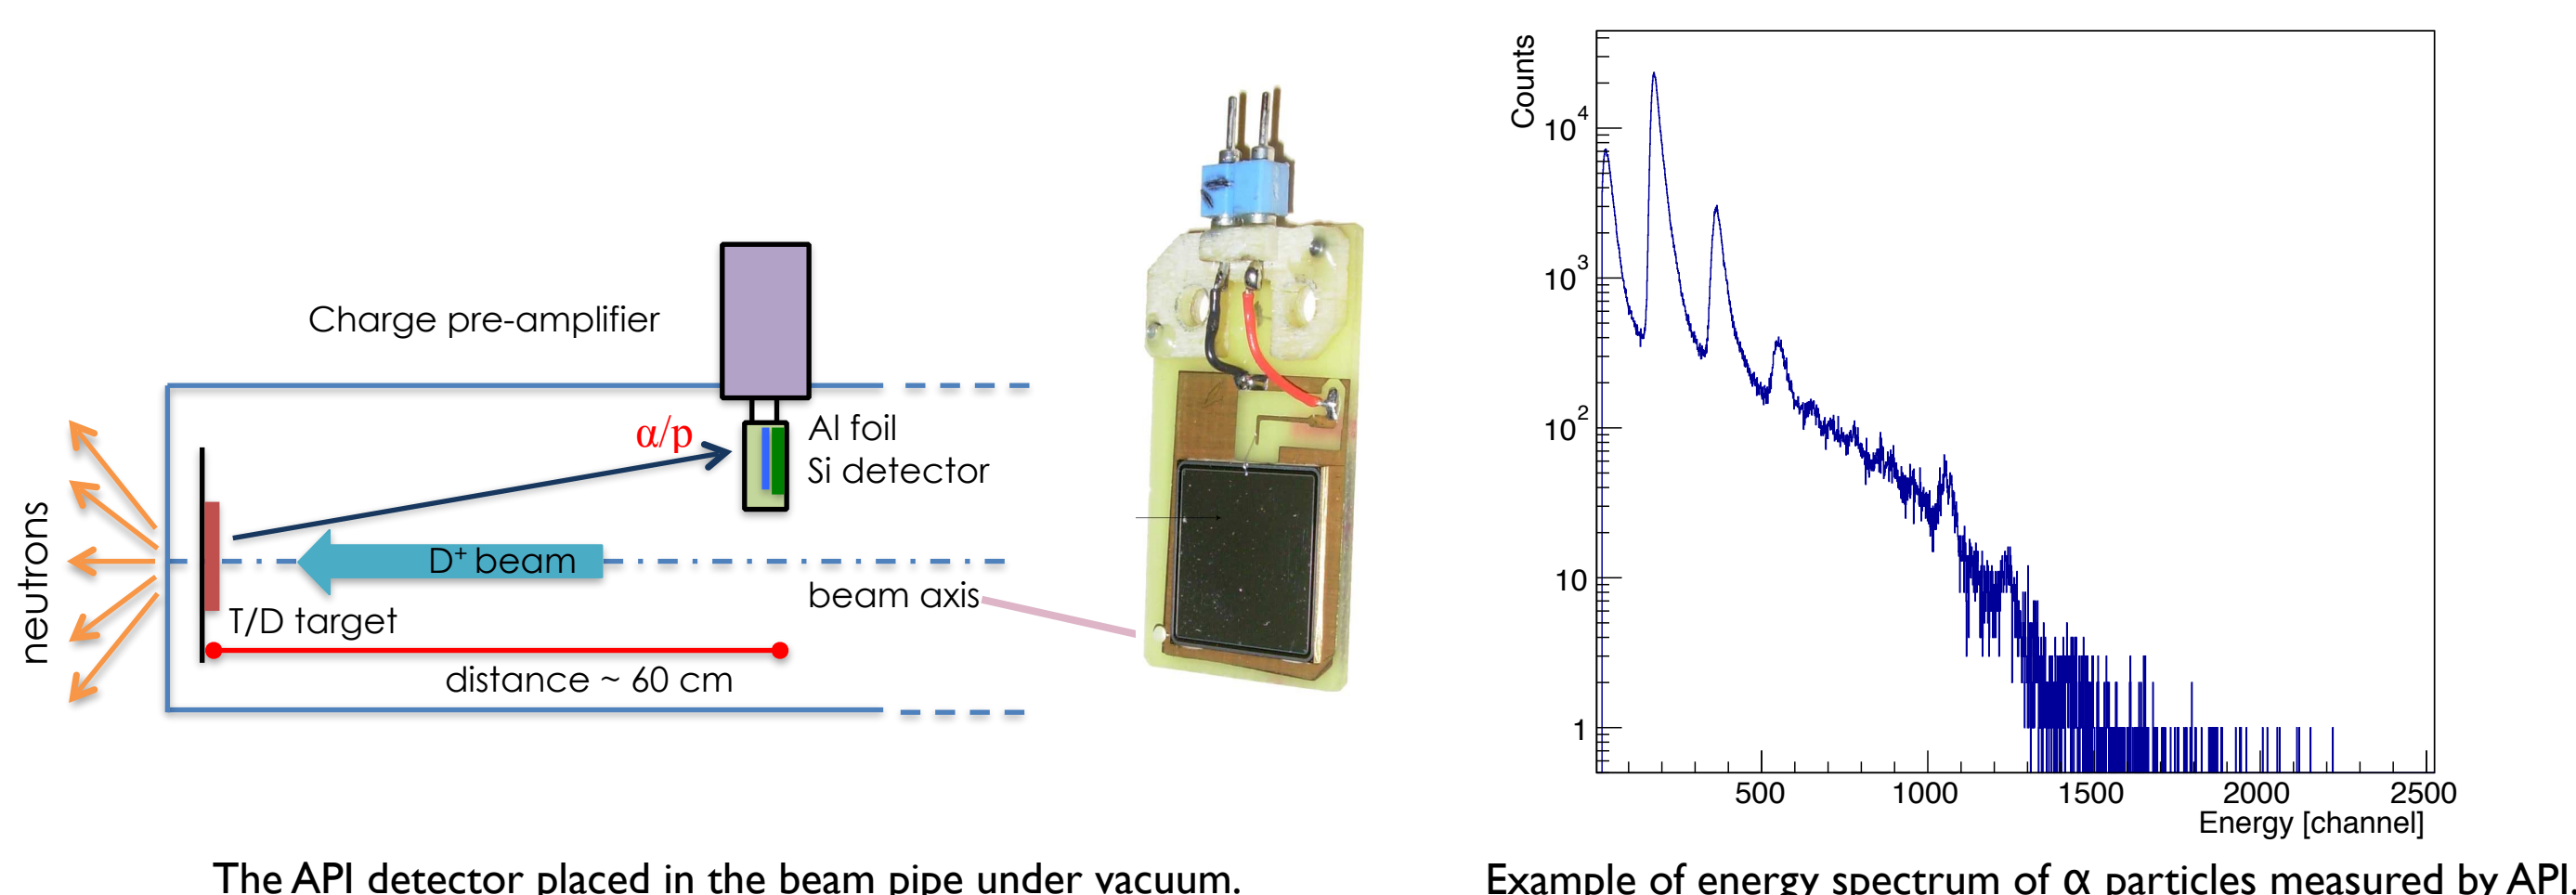 Charge pre-amplifier
α/p
Al foil
Si detector
neutrons
D+ beam
beam axis
T/D target
distance ~ 60 cm
The API detector placed in the beam pipe under vacuum.
Counts
10^4
10^3
10^2
10
1
500 1000 1500 2000 2500
Energy [channel]
Example of energy spectrum of α particles measured by API